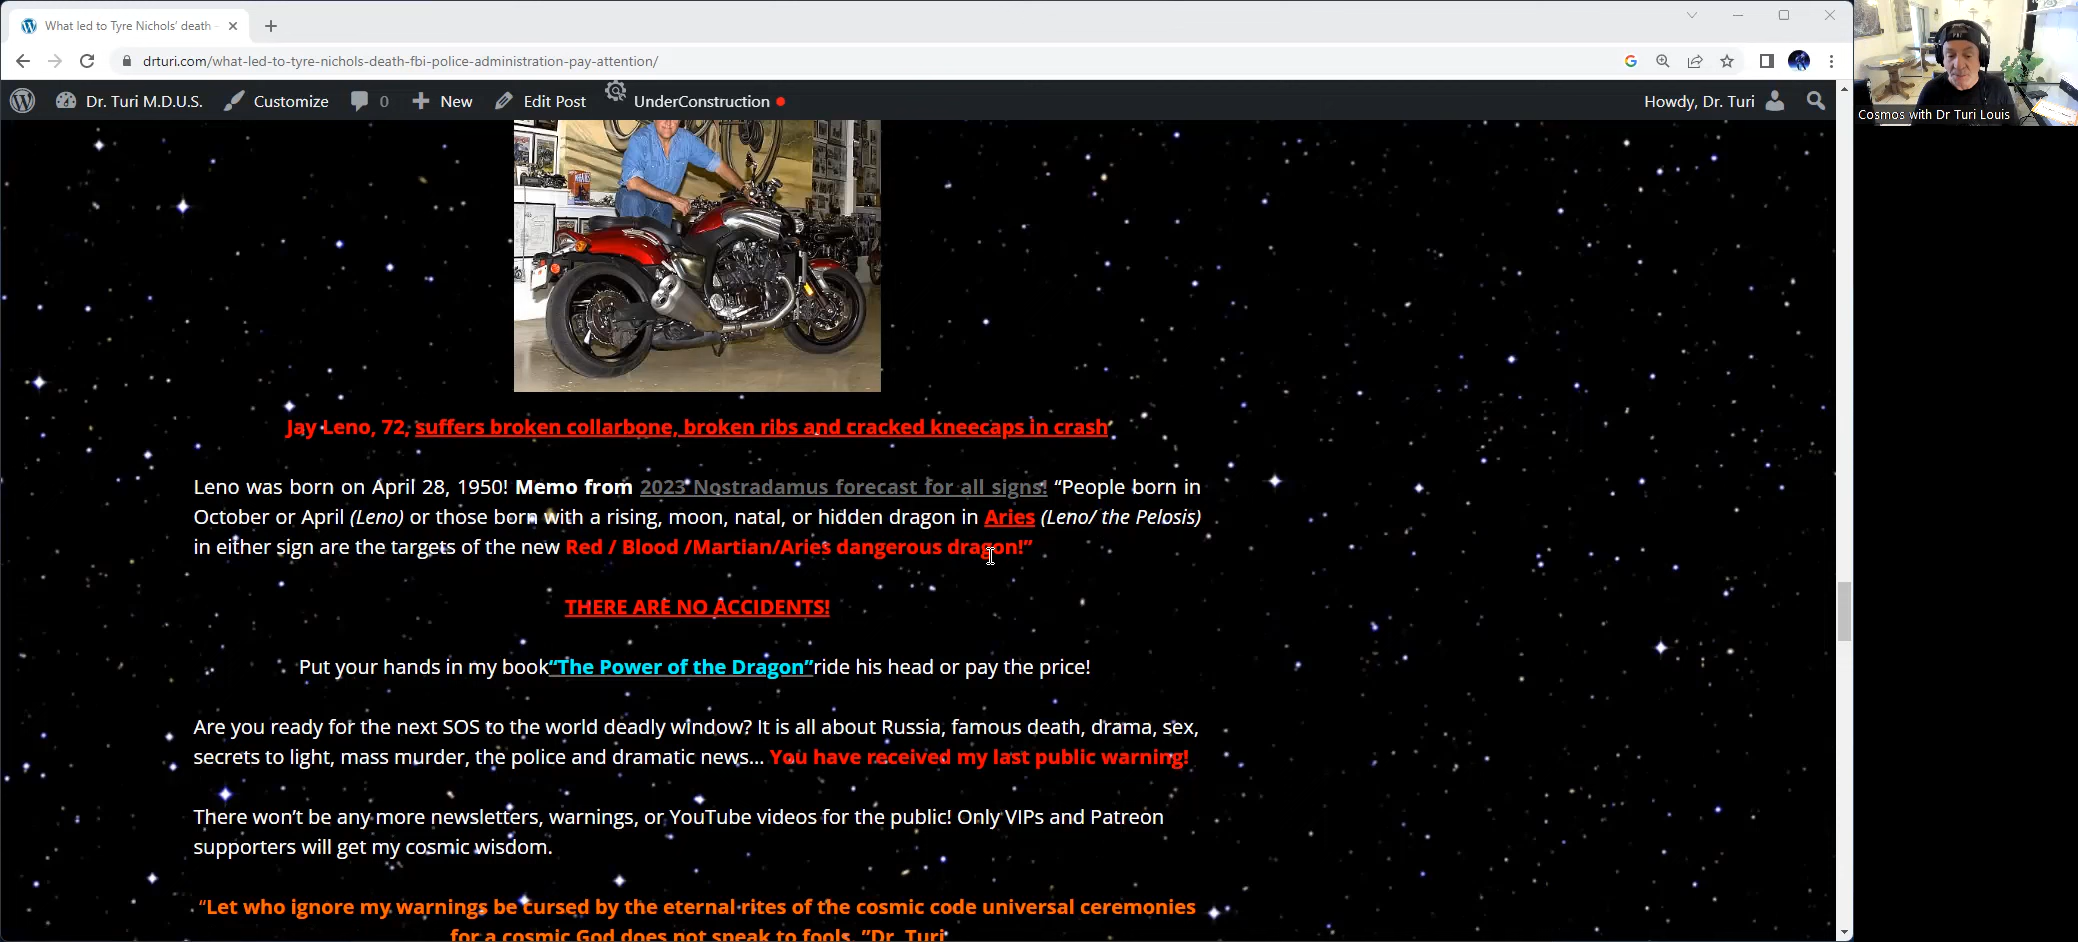 What led to Tyre Nichols’ death
drturi.com/what-led-to-tyre-nichols-death-fbi-police-administration-pay-attention/
Dr. Turi M.D.U.S. Customize 0 New Edit Post UnderConstruction Howdy, Dr. Turi
Cosmos with Dr Turi Louis
Jay Leno, 72, suffers broken collarbone, broken ribs and cracked kneecaps in crash
Leno was born on April 28, 1950! Memo from 2023 Nostradamus forecast for all signs! “People born in
October or April (Leno) or those born with a rising, moon, natal, or hidden dragon in Aries (Leno/ the Pelosis)
in either sign are the targets of the new Red / Blood /Martian/Aries dangerous dragon!”
THERE ARE NO ACCIDENTS!
Put your hands in my book“The Power of the Dragon”ride his head or pay the price!
Are you ready for the next SOS to the world deadly window? It is all about Russia, famous death, drama, sex,
secrets to light, mass murder, the police and dramatic news… You have received my last public warning!
There won’t be any more newsletters, warnings, or YouTube videos for the public! Only VIPs and Patreon
supporters will get my cosmic wisdom.
“Let who ignore my warnings be cursed by the eternal rites of the cosmic code universal ceremonies
for a cosmic God does not speak to fools. ”Dr. Turi